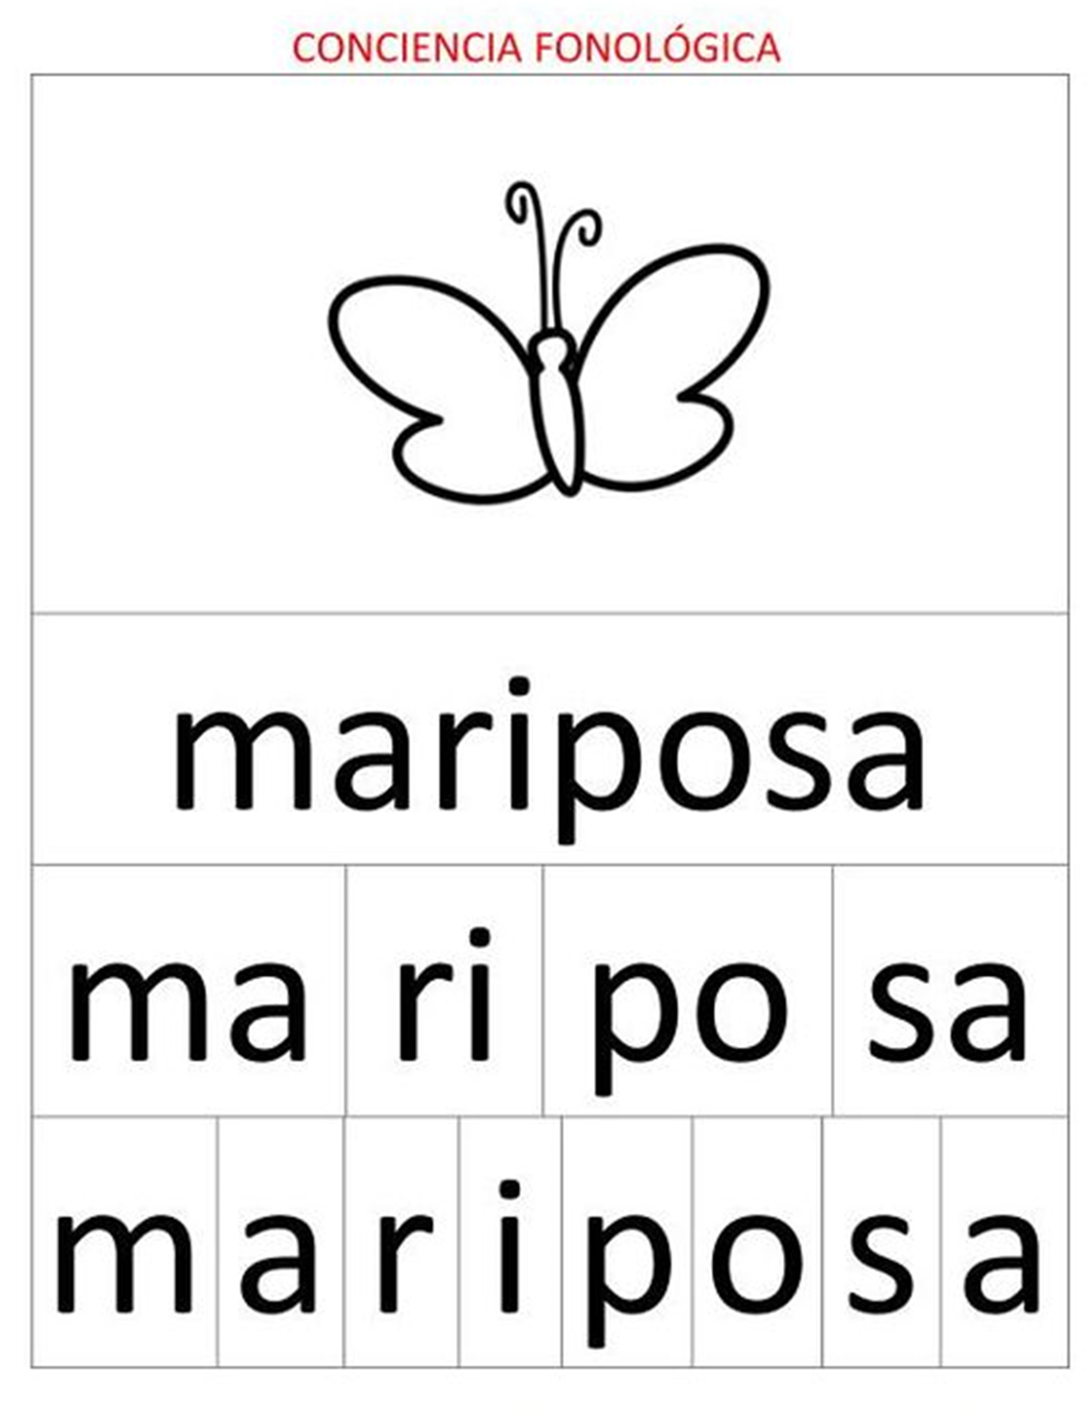 CONCIENCIA FONOLÓGICA
mariposa
ma ri po sa
m a r i p o s a